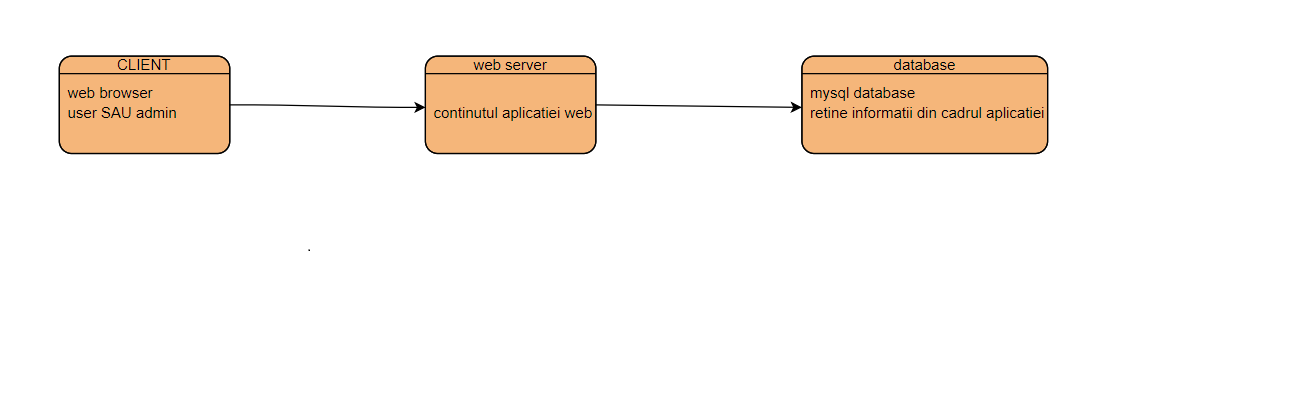 CLIENT
web browser
user SAU admin
web server
continutul aplicatiei web
database
mysql database
retine informatii din cadrul aplicatiei
.